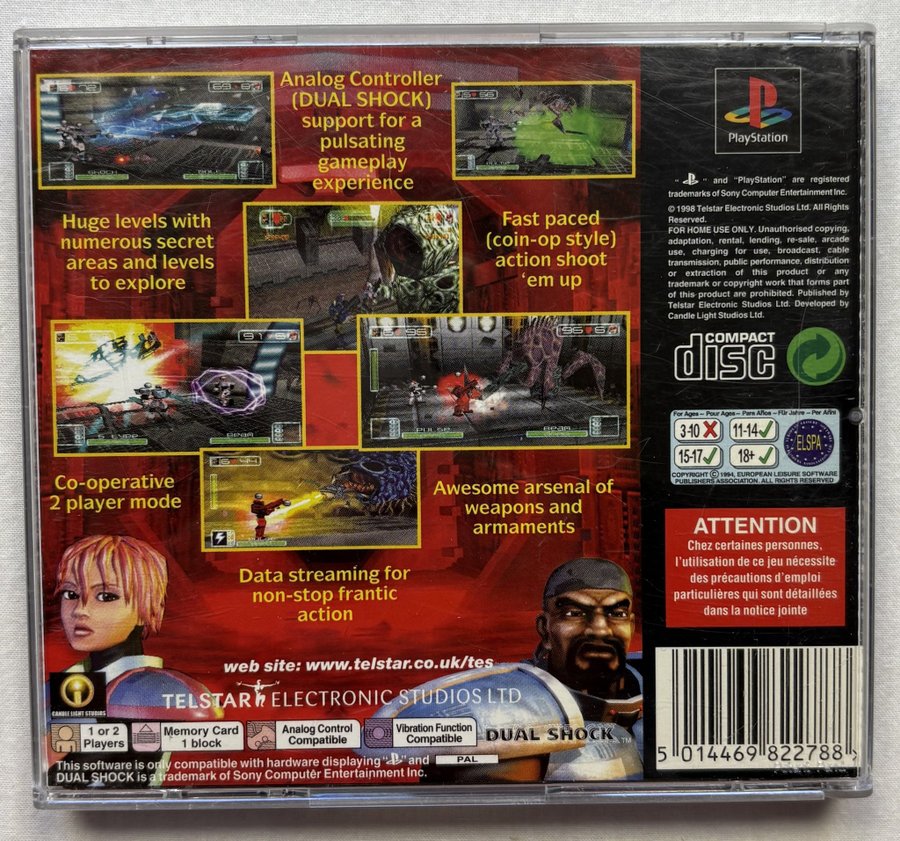 Analog Controller
(DUAL SHOCK)
support for a
pulsating
gameplay
experience
Huge levels with
numerous secret
areas and levels
to explore
Fast paced
(coin-op style)
action shoot
'em up
Co-operative
2 player mode
Awesome arsenal of
weapons and
armaments
Data streaming for
non-stop frantic
action
web site: www.telstar.co.uk/tes
TELSTAR ELECTRONIC STUDIOS LTD
CANDLE LIGHT STUDIOS
1 or 2
Players
Memory Card
1 block
Analog Control
Compatible
Vibration Function
Compatible
DUAL SHOCK™
This software is only compatible with hardware displaying " " and
PAL
DUAL SHOCK is a trademark of Sony Computer Entertainment Inc.
PlayStation
" " and "PlayStation" are registered
trademarks of Sony Computer Entertainment Inc.
© 1998 Telstar Electronic Studios Ltd. All Rights
Reserved.
FOR HOME USE ONLY. Unauthorised copying,
adaptation, rental, lending, re-sale, arcade
use, charging for use, broadcast, cable
transmission, public performance, distribution
or extraction of this product or any
trademark or copyright work that forms part
of this product are prohibited. Published by
Telstar Electronic Studios Ltd. Developed by
Candle Light Studios Ltd.
COMPACT
disc
For Ages – Pour Ages – Para Años – Für Jahre – Per Anni
3-10
11-14
15-17
18+
ELSPA
COPYRIGHT © 1994, EUROPEAN LEISURE SOFTWARE
PUBLISHERS ASSOCIATION. ALL RIGHTS RESERVED
ATTENTION
Chez certaines personnes,
l'utilisation de ce jeu nécessite
des précautions d'emploi
particulières qui sont détaillées
dans la notice jointe
5 014469 822788